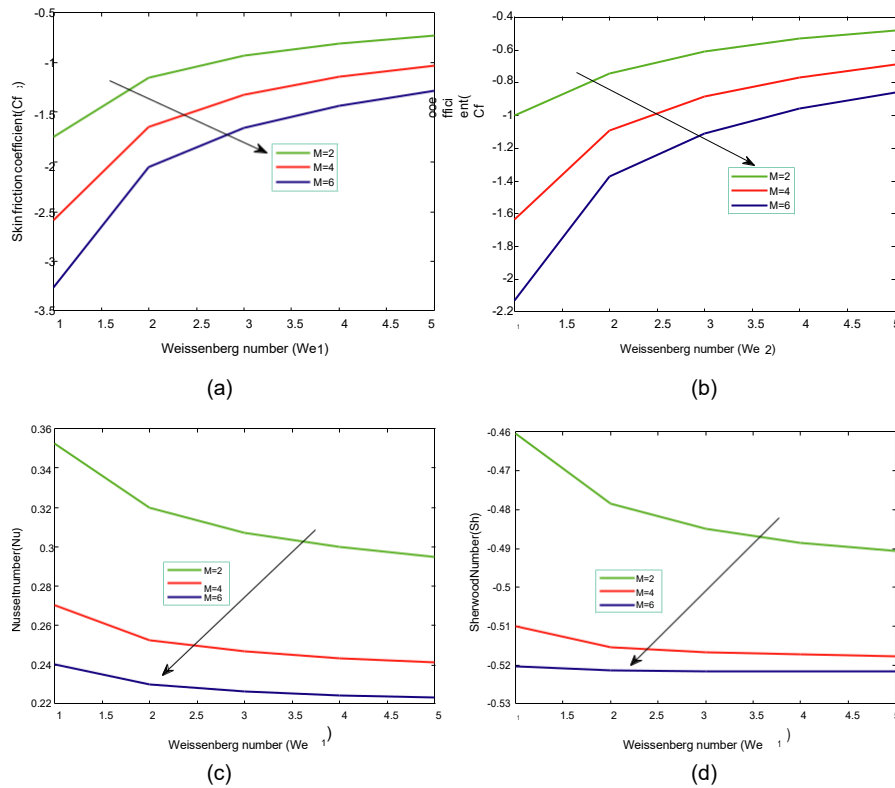 -0.5
-1
-1.5
-2
-2.5
-3
-3.5
Skin friction coefficient(Cf
M=2
M=4
M=6
1 1.5 2 2.5 3 3.5 4 4.5 5
Weissenberg number (We1)
(a)
-0.4
-0.6
-0.8
-1
-1.2
-1.4
-1.6
-1.8
-2
-2.2
coe
ffici
ent(
Cf
M=2
M=4
M=6
1 1.5 2 2.5 3 3.5 4 4.5 5
Weissenberg number (We 2)
(b)
0.36
0.34
0.32
0.3
0.28
0.26
0.24
0.22
Nusseltnumber(Nu)
M=2
M=4
M=6
1 1.5 2 2.5 3 3.5 4 4.5 5
Weissenberg number (We 1)
(c)
-0.46
-0.47
-0.48
-0.49
-0.5
-0.51
-0.52
-0.53
SherwoodNumber(Sh)
M=2
M=4
M=6
1 1.5 2 2.5 3 3.5 4 4.5 5
Weissenberg number (We 1 )
(d)